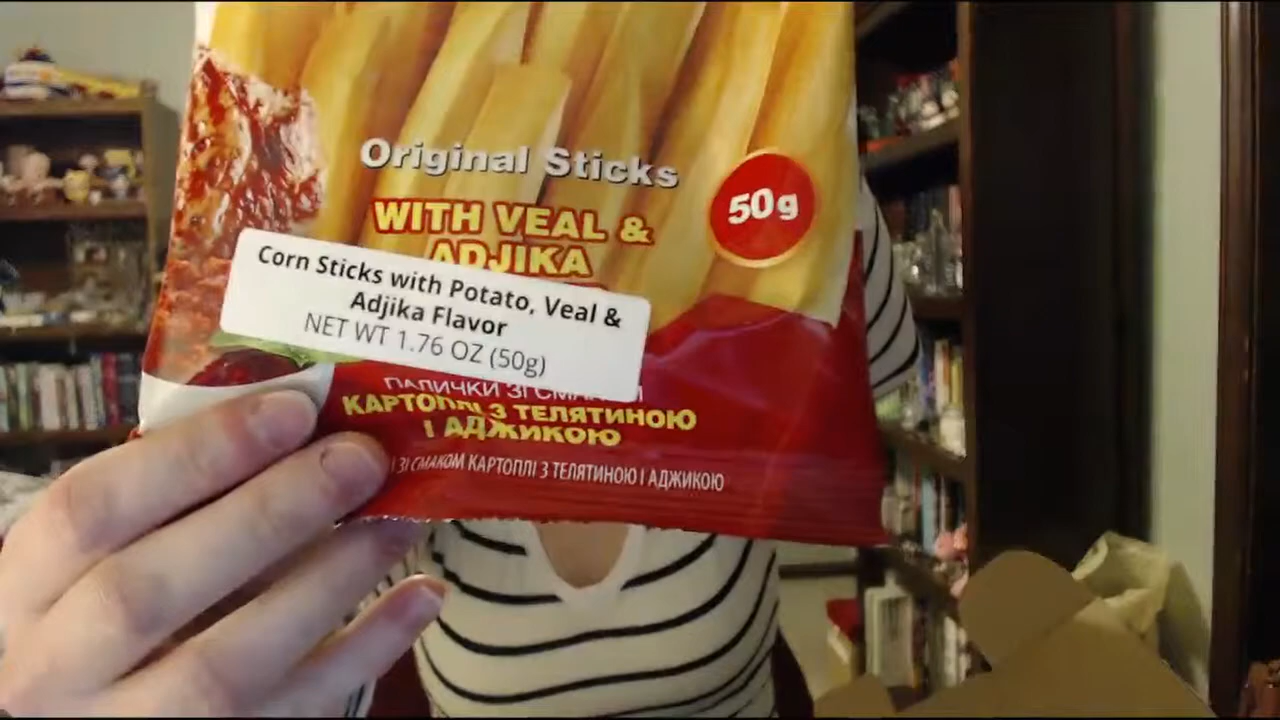 Original Sticks
50g
WITH VEAL &
ADJIKA
Corn Sticks with Potato, Veal &
Adjika Flavor
NET WT 1.76 OZ (50g)
ПАЛИЧКИ ЗІ
КАРТОПЛІ З ТЕЛЯТИНОЮ
І АДЖИКОЮ
ЗІ СМАКОМ КАРТОПЛІ З ТЕЛЯТИНОЮ І АДЖИКОЮ